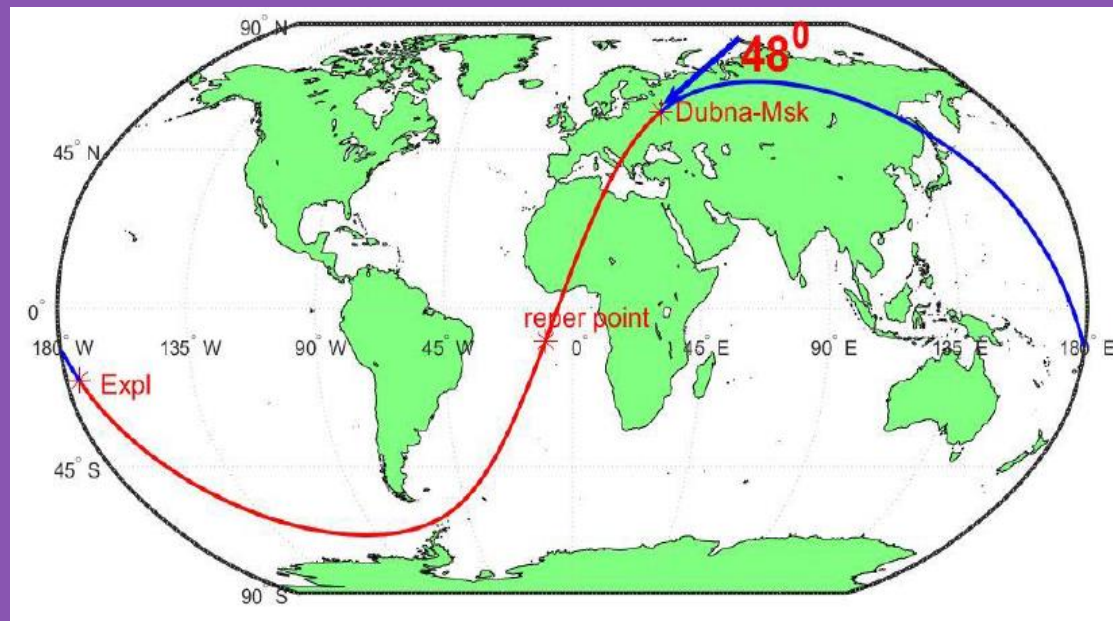 90° N
48⁰
Dubna-Msk
45° N
0°
reper point
180° W
135° W
90° W
45° W
0°
45° E
90° E
135° E
180° E
Expl
45° S
90° S